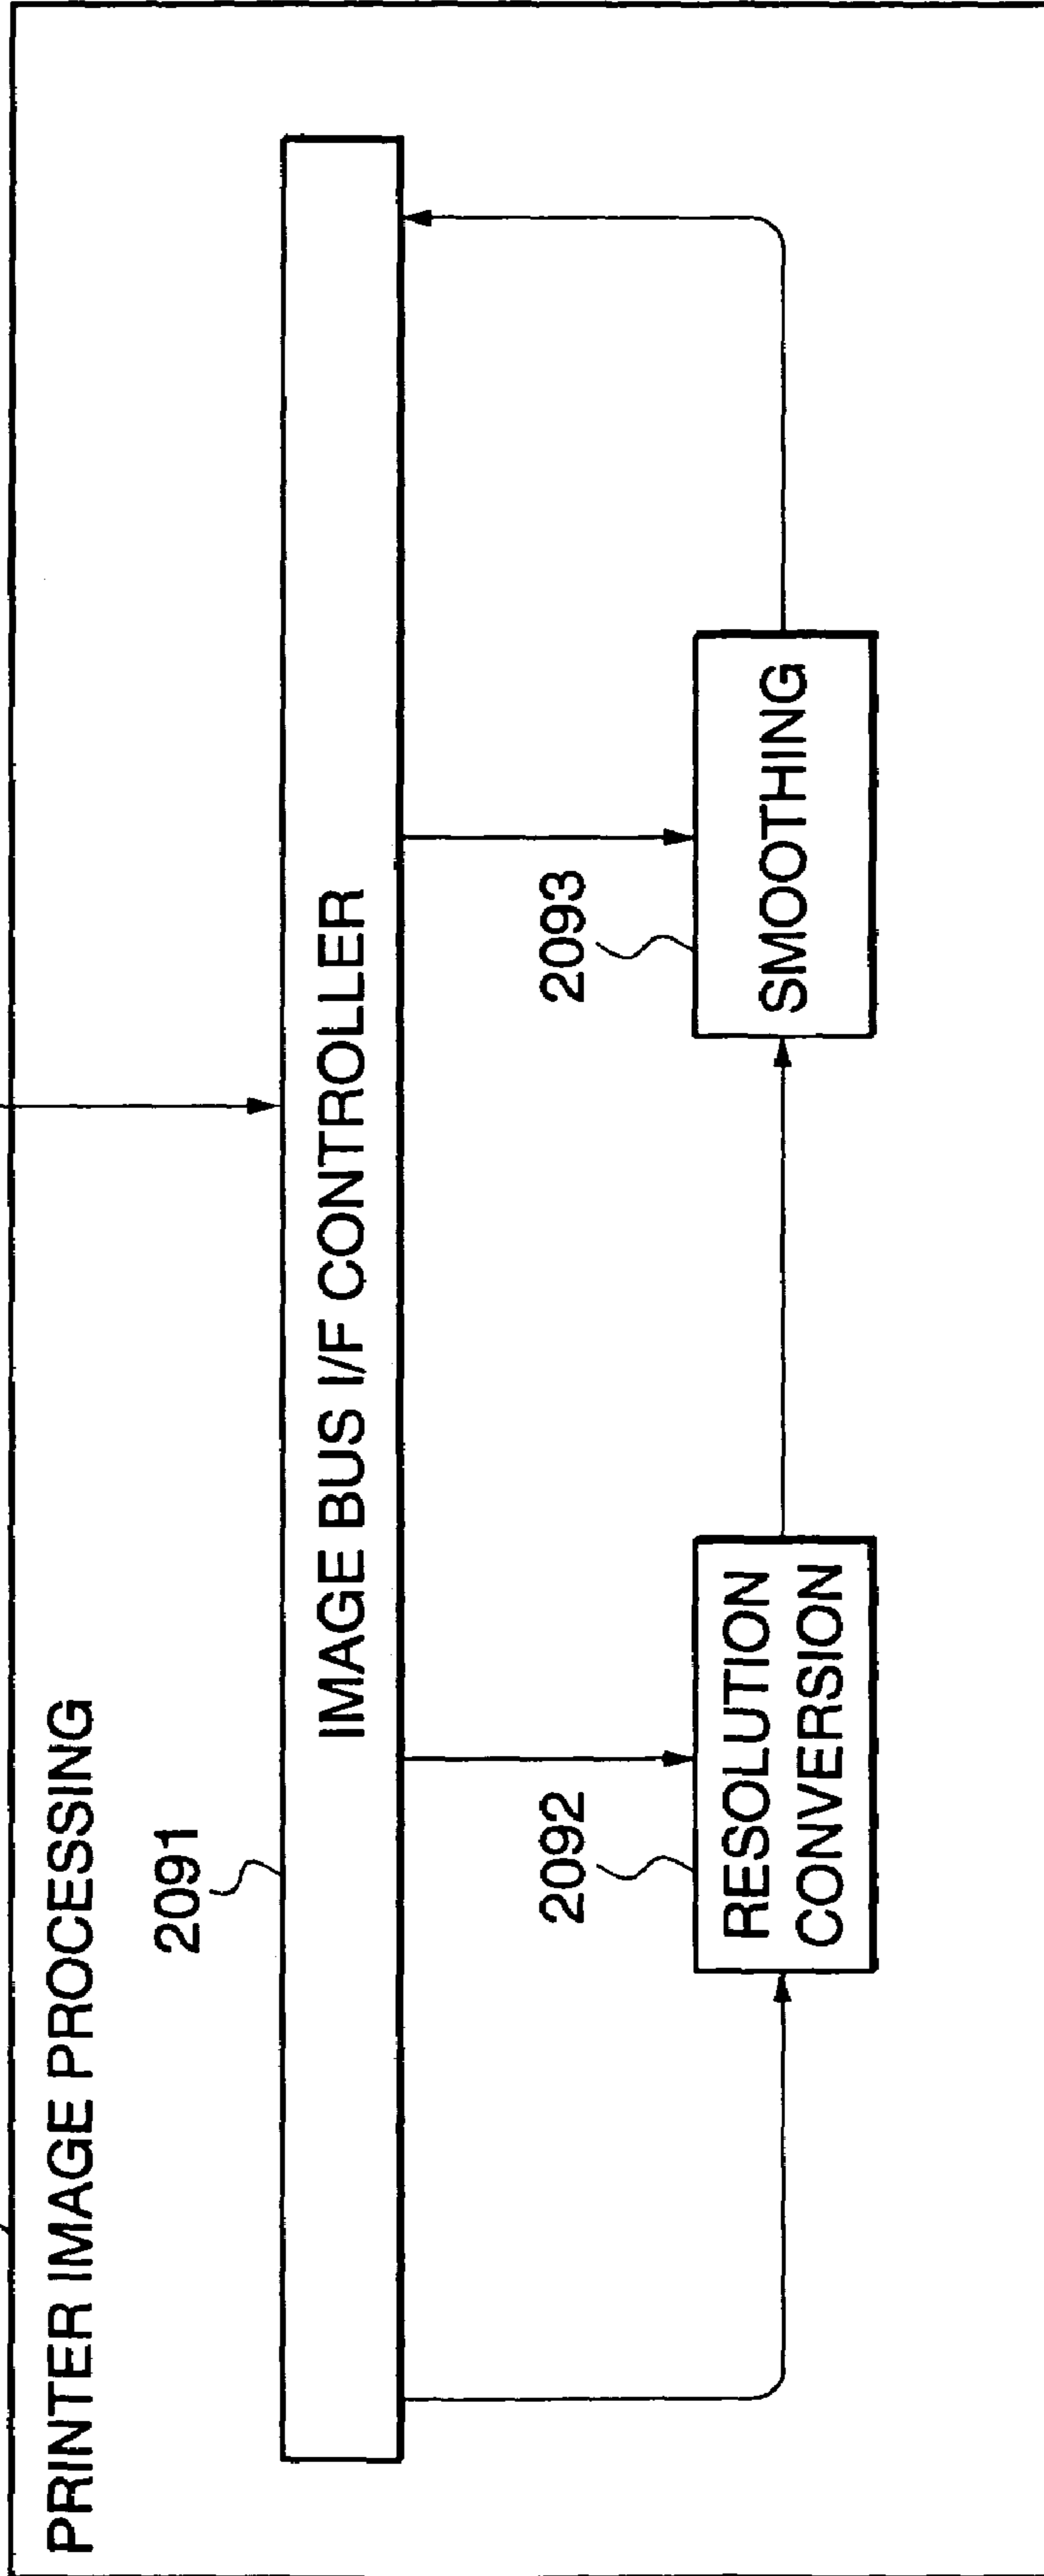 PRINTER IMAGE PROCESSING
2091
IMAGE BUS I/F CONTROLLER
2092
2093
RESOLUTION
CONVERSION
SMOOTHING